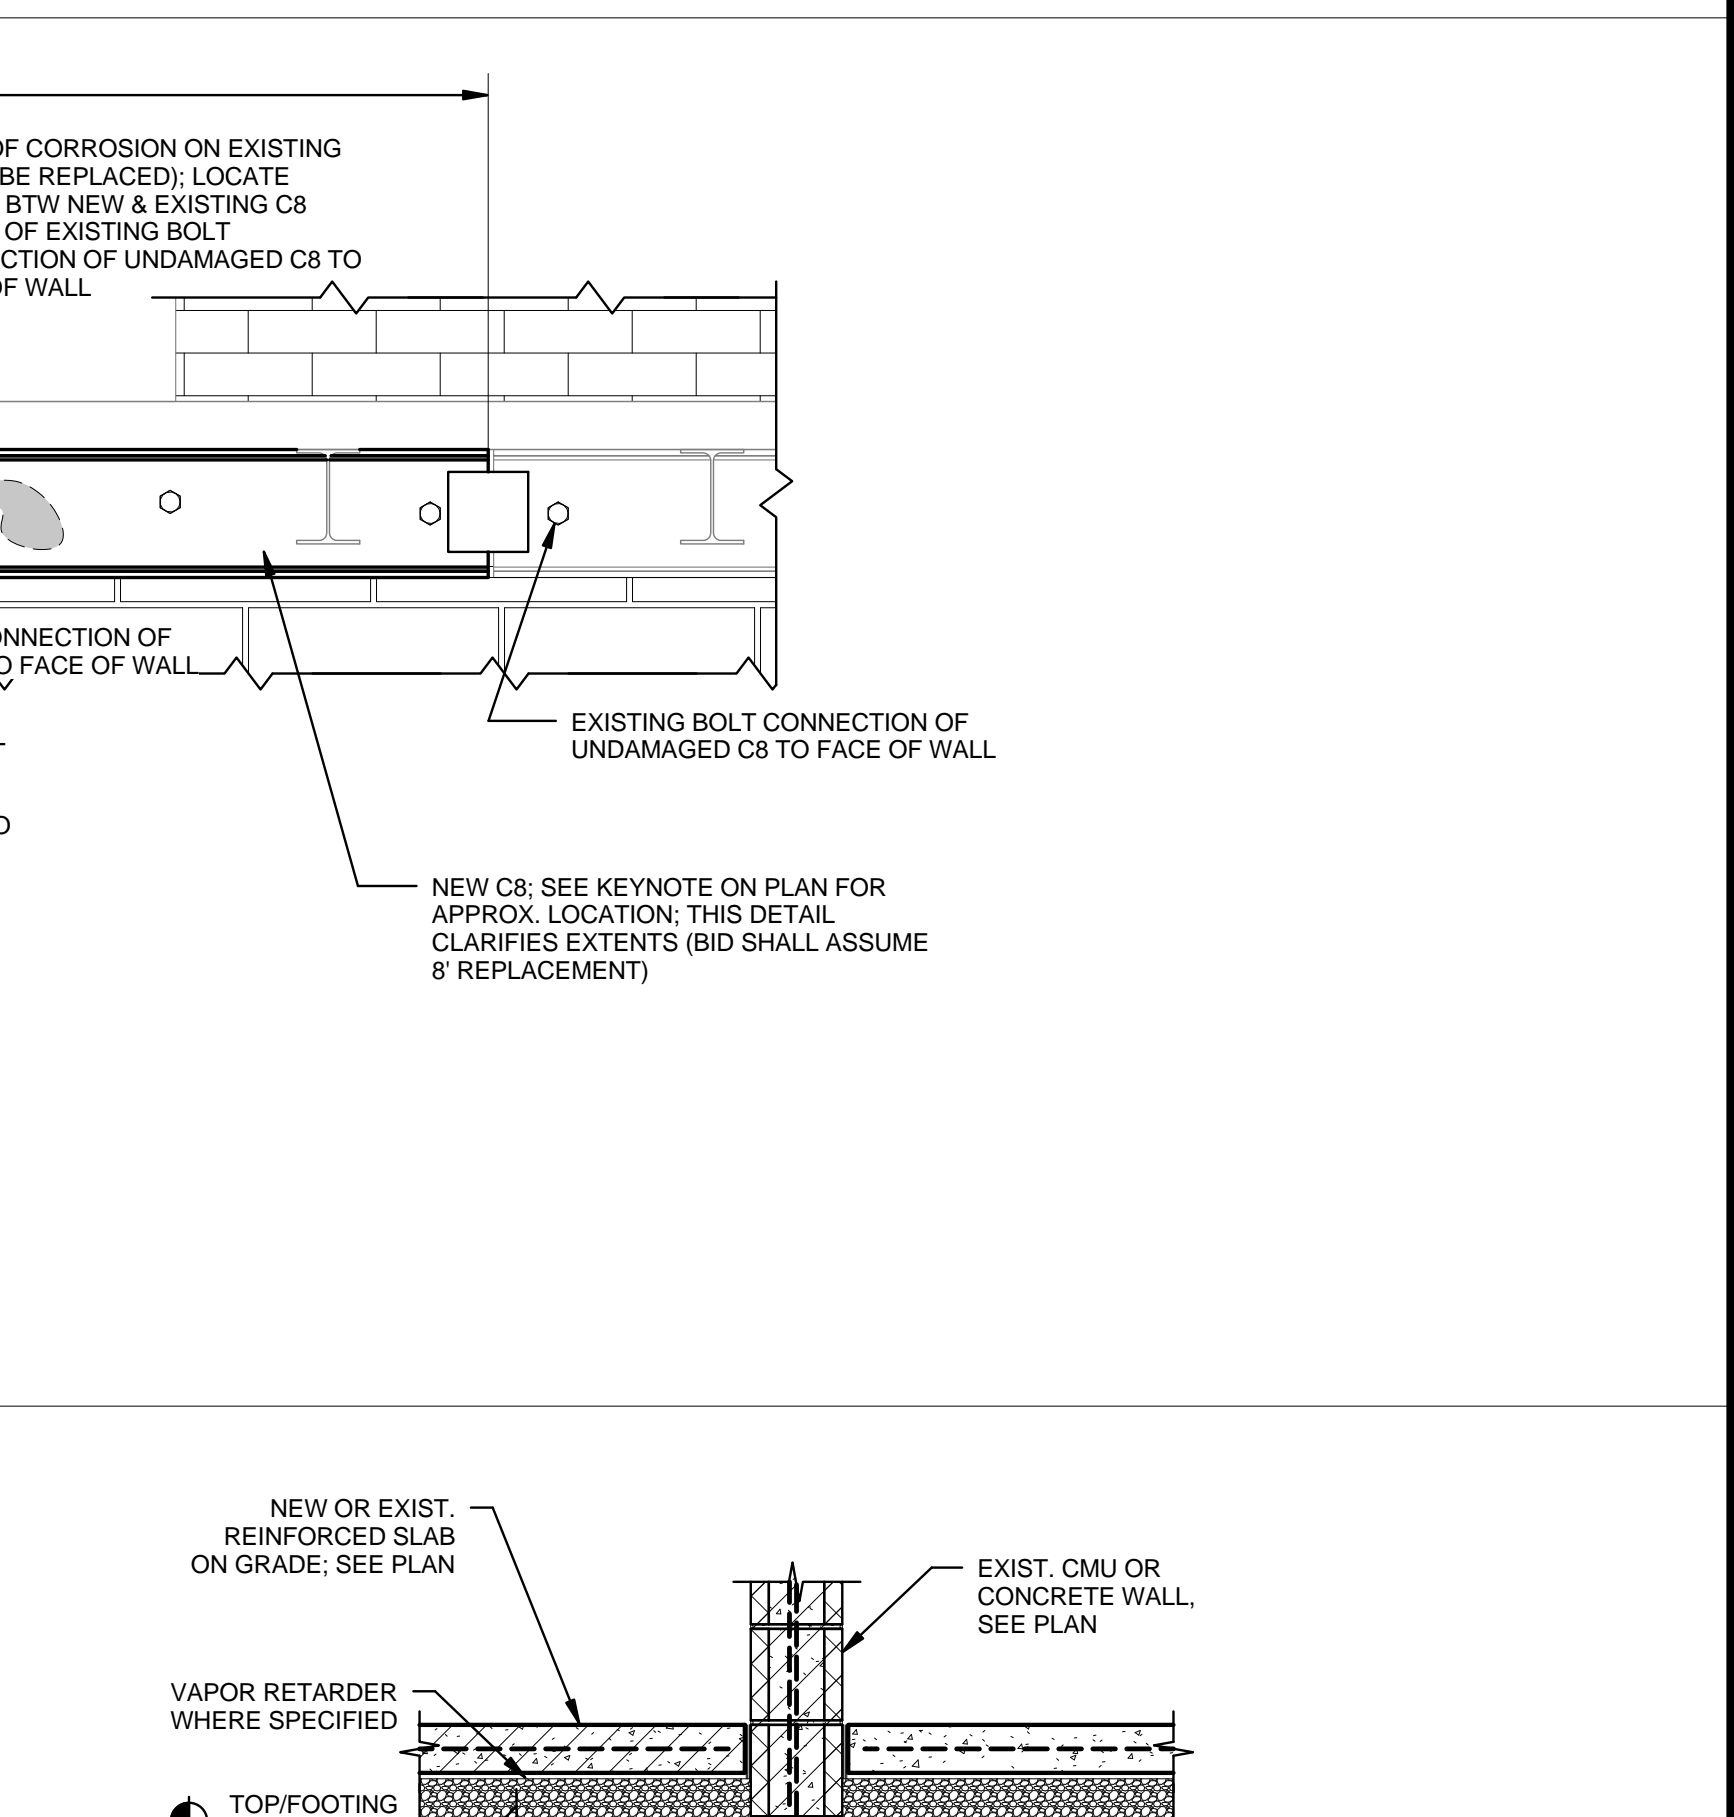 OF CORROSION ON EXISTING
BE REPLACED); LOCATE
BTW NEW & EXISTING C8
OF EXISTING BOLT
CTION OF UNDAMAGED C8 TO
OF WALL
ONNECTION OF
O FACE OF WALL
EXISTING BOLT CONNECTION OF
UNDAMAGED C8 TO FACE OF WALL
NEW C8; SEE KEYNOTE ON PLAN FOR
APPROX. LOCATION; THIS DETAIL
CLARIFIES EXTENTS (BID SHALL ASSUME
8' REPLACEMENT)
NEW OR EXIST.
REINFORCED SLAB
ON GRADE; SEE PLAN
EXIST. CMU OR
CONCRETE WALL,
SEE PLAN
VAPOR RETARDER
WHERE SPECIFIED
TOP/FOOTING